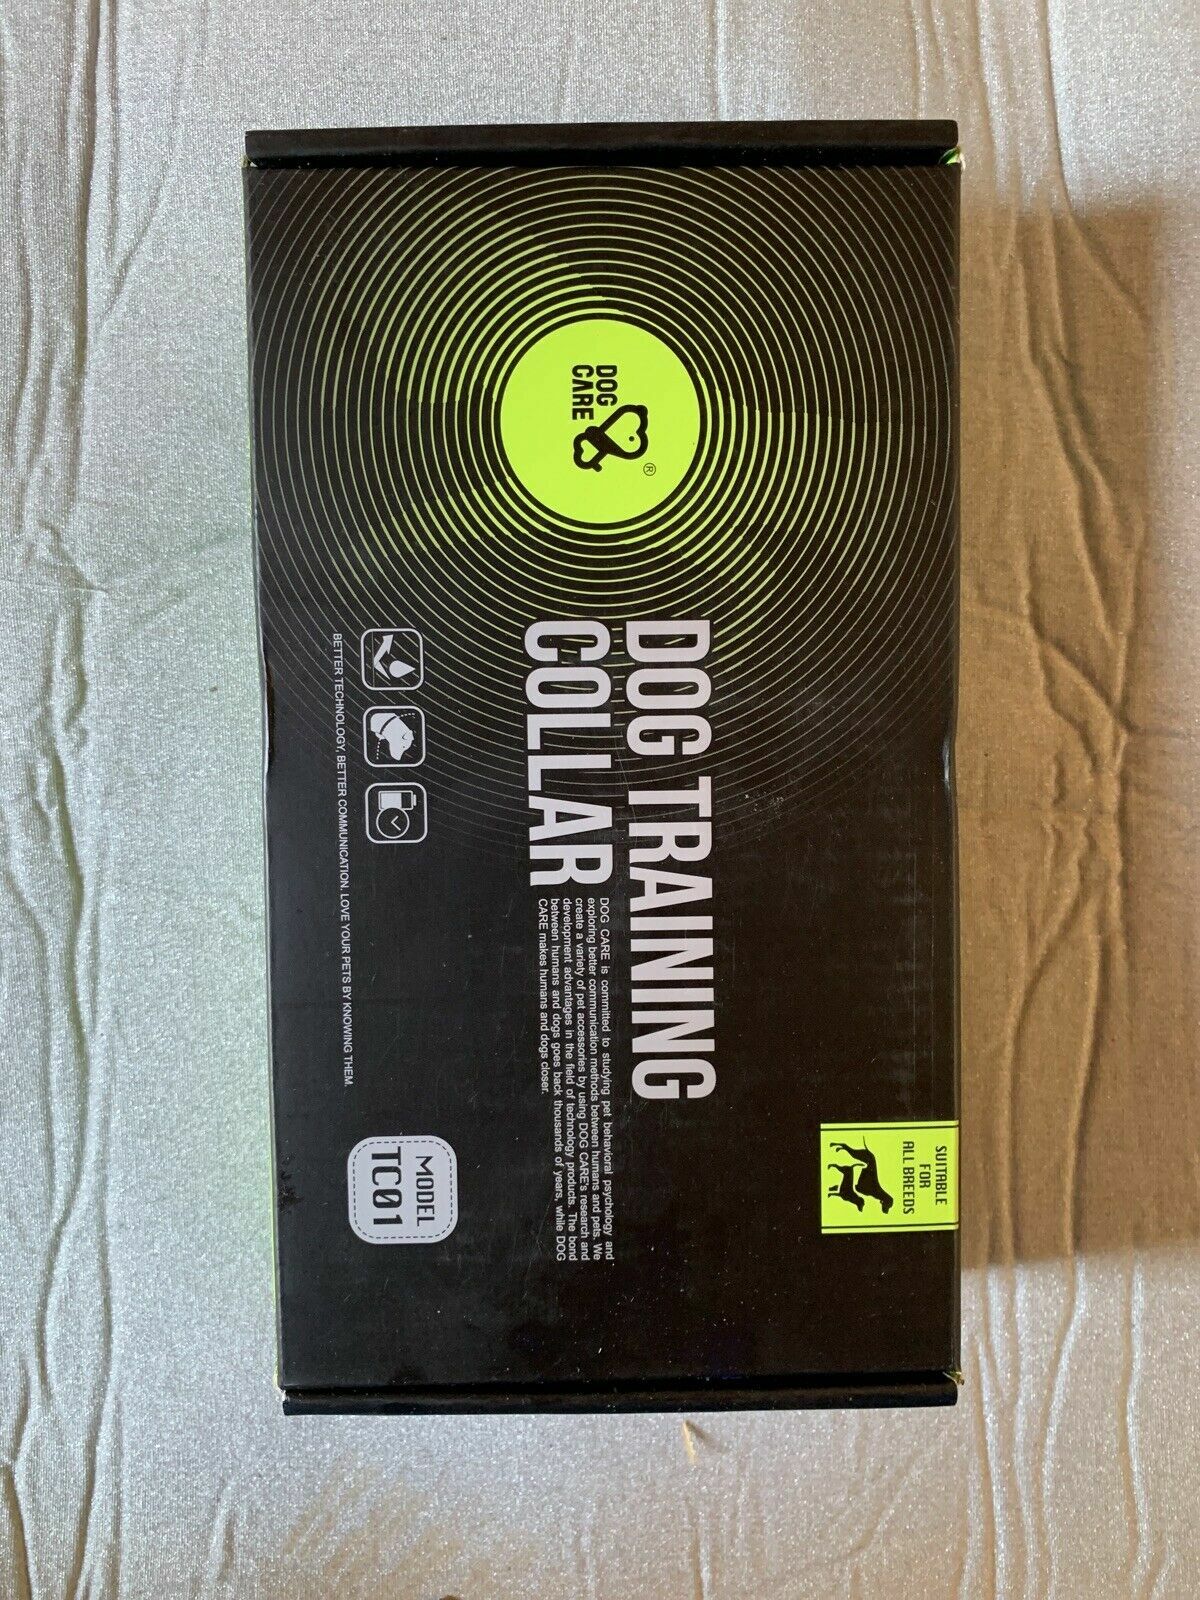 DOG
CARE
®
DOG TRAINING
COLLAR
DOG CARE is committed to studying pet behavioral psychology and
exploring better communication methods between humans and pets. We
create a variety of pet accessories by using DOG CARE's research and
development advantages in the field of technology products. The bond
between humans and dogs goes back thousands of years, while DOG
CARE makes humans and dogs closer.
SUITABLE
FOR
ALL BREEDS
BETTER TECHNOLOGY, BETTER COMMUNICATION. LOVE YOUR PETS BY KNOWING THEM.
MODEL
TC01